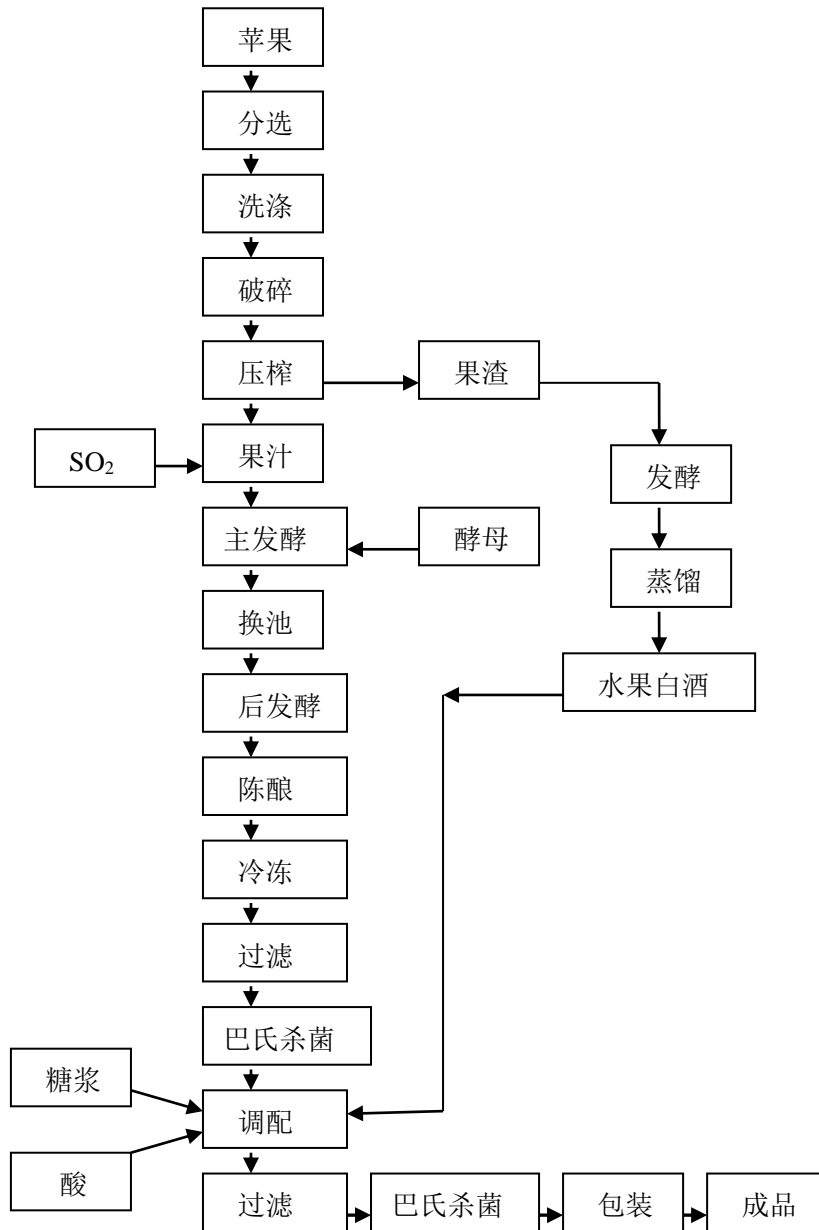 苹果
分选
洗涤
破碎
压榨
果渣
SO₂
果汁
发酵
主发酵
酵母
蒸馏
换池
水果白酒
后发酵
陈酿
冷冻
过滤
巴氏杀菌
糖浆
调配
酸
过滤
巴氏杀菌
包装
成品